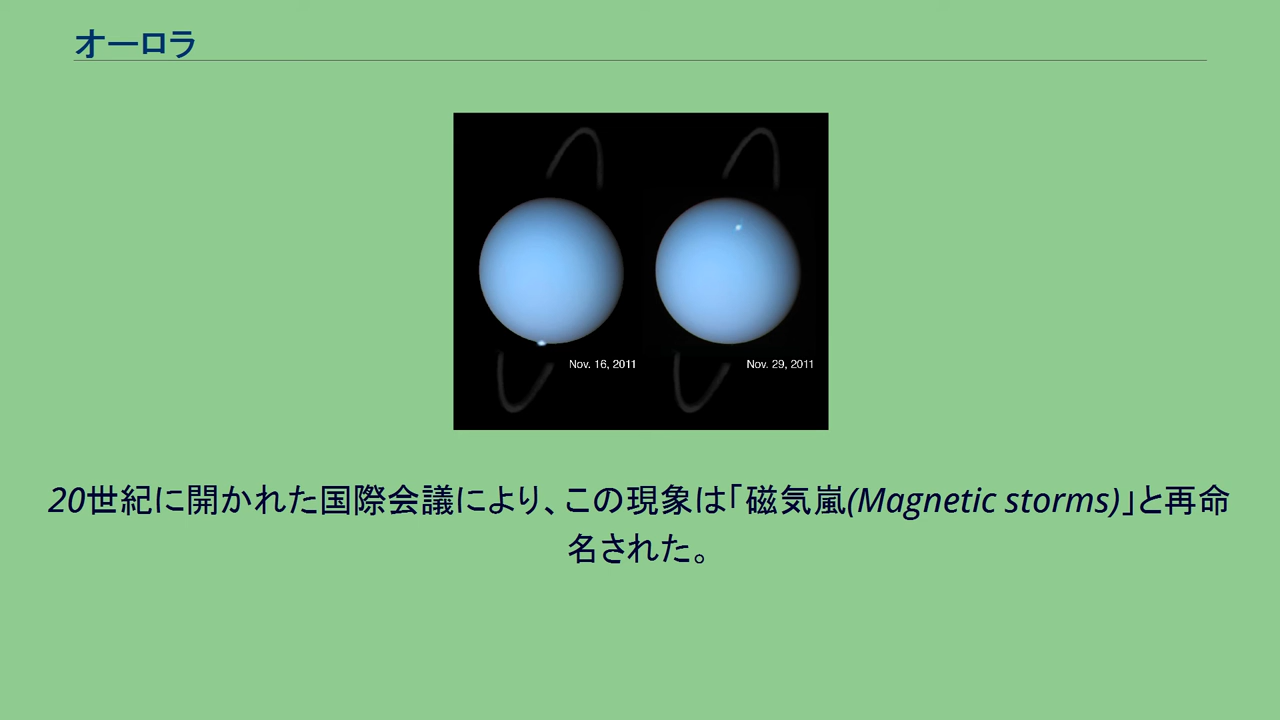 オーロラ
Nov. 16, 2011
Nov. 29, 2011
20世紀に開かれた国際会議により、この現象は「磁気嵐(Magnetic storms)」と再命
名された。